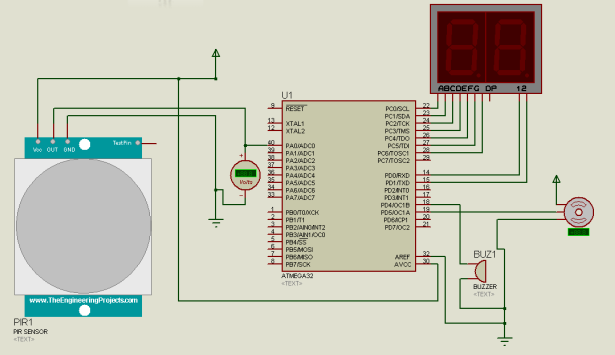 ABCDEFG DP 12
U1
9 RESET
13 XTAL1
12 XTAL2
40 PA0/ADC0
39 PA1/ADC1
38 PA2/ADC2
37 PA3/ADC3
36 PA4/ADC4
35 PA5/ADC5
34 PA6/ADC6
33 PA7/ADC7
1 PB0/T0/XCK
2 PB1/T1
3 PB2/AIN0/INT2
4 PB3/AIN1/OC0
5 PB4/SS
6 PB5/MOSI
7 PB6/MISO
8 PB7/SCK
PC0/SCL 22
PC1/SDA 23
PC2/TCK 24
PC3/TMS 25
PC4/TDO 26
PC5/TDI 27
PC6/TOSC1 28
PC7/TOSC2 29
PD0/RXD 14
PD1/TXD 15
PD2/INT0 16
PD3/INT1 17
PD4/OC1B 18
PD5/OC1A 19
PD6/ICP1 20
PD7/OC2 21
AREF 32
AVCC 30
ATMEGA32
<TEXT>
Vcc OUT GND
TestPin
Volts
+
www.TheEngineeringProjects.com
PIR1
PIR SENSOR
<TEXT>
BUZ1
BUZZER
<TEXT>